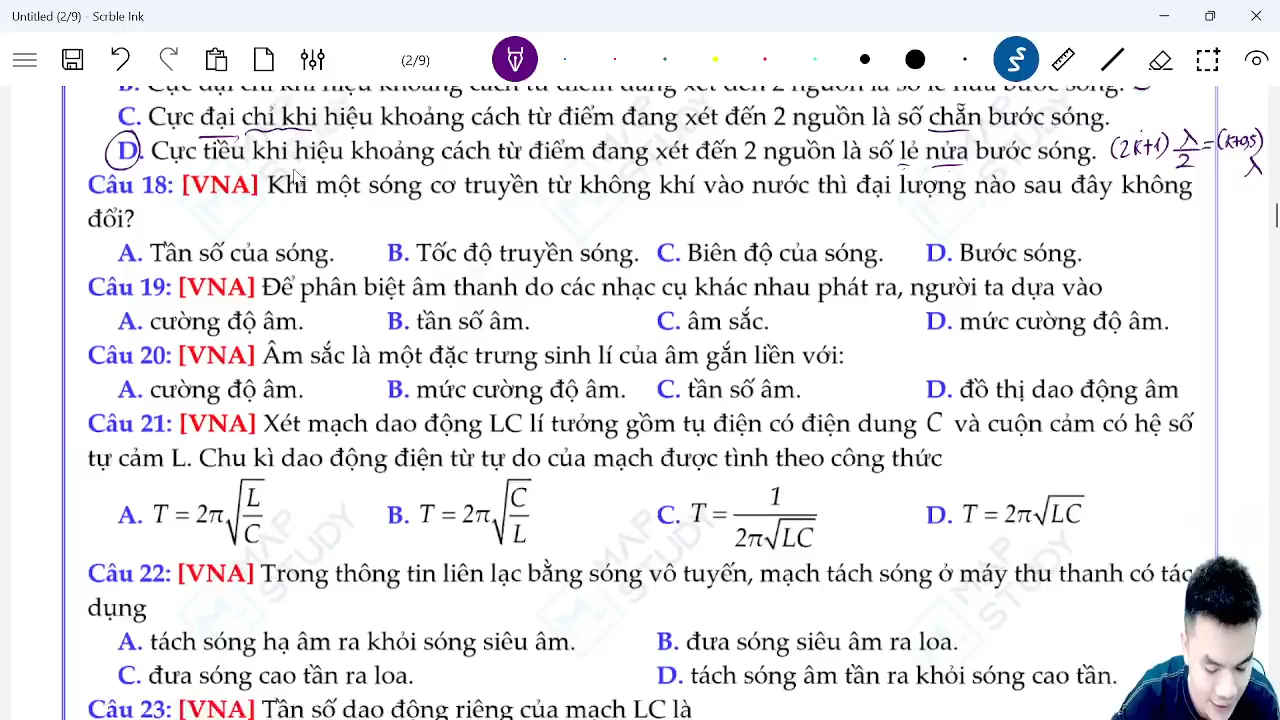 Untitled (2/9) - Scrble Ink
(2/9)
C. Cực đại chỉ khi hiệu khoảng cách từ điểm đang xét đến 2 nguồn là số chẵn bước sóng.
D. Cực tiểu khi hiệu khoảng cách từ điểm đang xét đến 2 nguồn là số lẻ nửa bước sóng. (2k+1) λ/2 = (k+0,5) λ
Câu 18: [VNA] Khi một sóng cơ truyền từ không khí vào nước thì đại lượng nào sau đây không
đổi?
A. Tần số của sóng. B. Tốc độ truyền sóng. C. Biên độ của sóng. D. Bước sóng.
Câu 19: [VNA] Để phân biệt âm thanh do các nhạc cụ khác nhau phát ra, người ta dựa vào
A. cường độ âm. B. tần số âm. C. âm sắc. D. mức cường độ âm.
Câu 20: [VNA] Âm sắc là một đặc trưng sinh lí của âm gắn liền với:
A. cường độ âm. B. mức cường độ âm. C. tần số âm. D. đồ thị dao động âm
Câu 21: [VNA] Xét mạch dao động LC lí tưởng gồm tụ điện có điện dung C và cuộn cảm có hệ số
tự cảm L. Chu kì dao động điện từ tự do của mạch được tình theo công thức
A. T = 2π√(L/C) B. T = 2π√(C/L) C. T = 1/(2π√LC) D. T = 2π√LC
Câu 22: [VNA] Trong thông tin liên lạc bằng sóng vô tuyến, mạch tách sóng ở máy thu thanh có tác
dụng
A. tách sóng hạ âm ra khỏi sóng siêu âm. B. đưa sóng siêu âm ra loa.
C. đưa sóng cao tần ra loa. D. tách sóng âm tần ra khỏi sóng cao tần.
Câu 23: [VNA] Tần số dao động riêng của mạch LC là